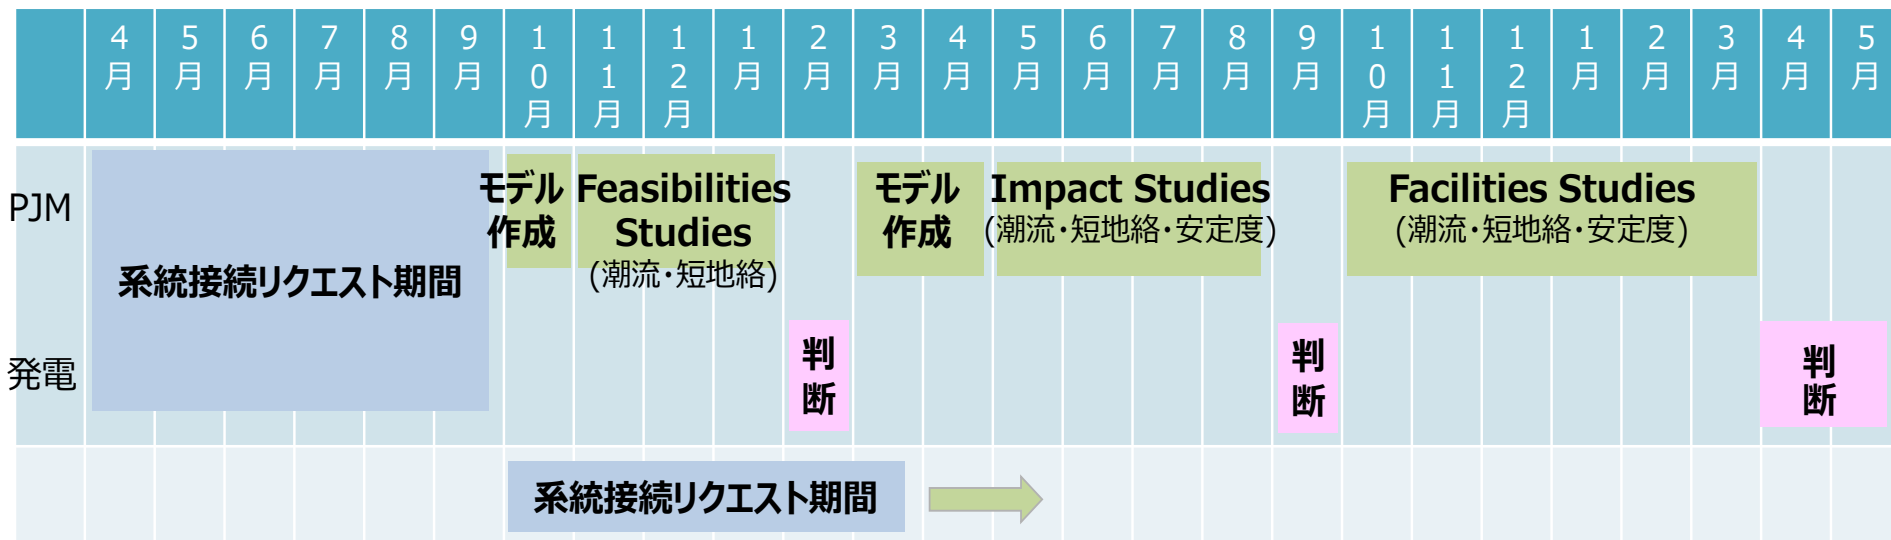 4月 5月 6月 7月 8月 9月 10月 11月 12月 1月 2月 3月 4月 5月 6月 7月 8月 9月 10月 11月 12月 1月 2月 3月 4月 5月
PJM
系統接続リクエスト期間
モデル
作成
Feasibilities
Studies
(潮流・短地絡)
モデル
作成
Impact Studies
(潮流・短地絡・安定度)
Facilities Studies
(潮流・短地絡・安定度)
発電
判
断
判
断
判
断
系統接続リクエスト期間